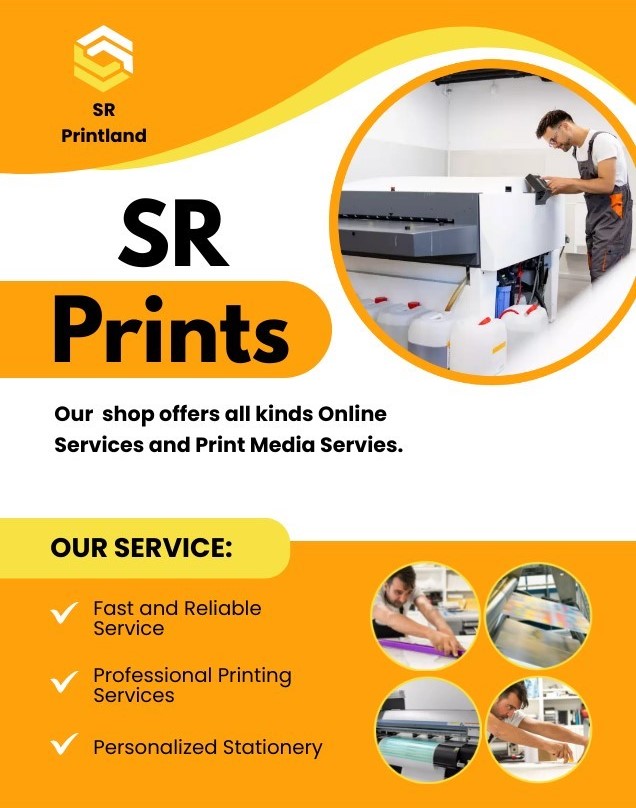 SR
Printland
SR
Prints
Our shop offers all kinds Online
Services and Print Media Servies.
OUR SERVICE:
Fast and Reliable
Service
Professional Printing
Services
Personalized Stationery